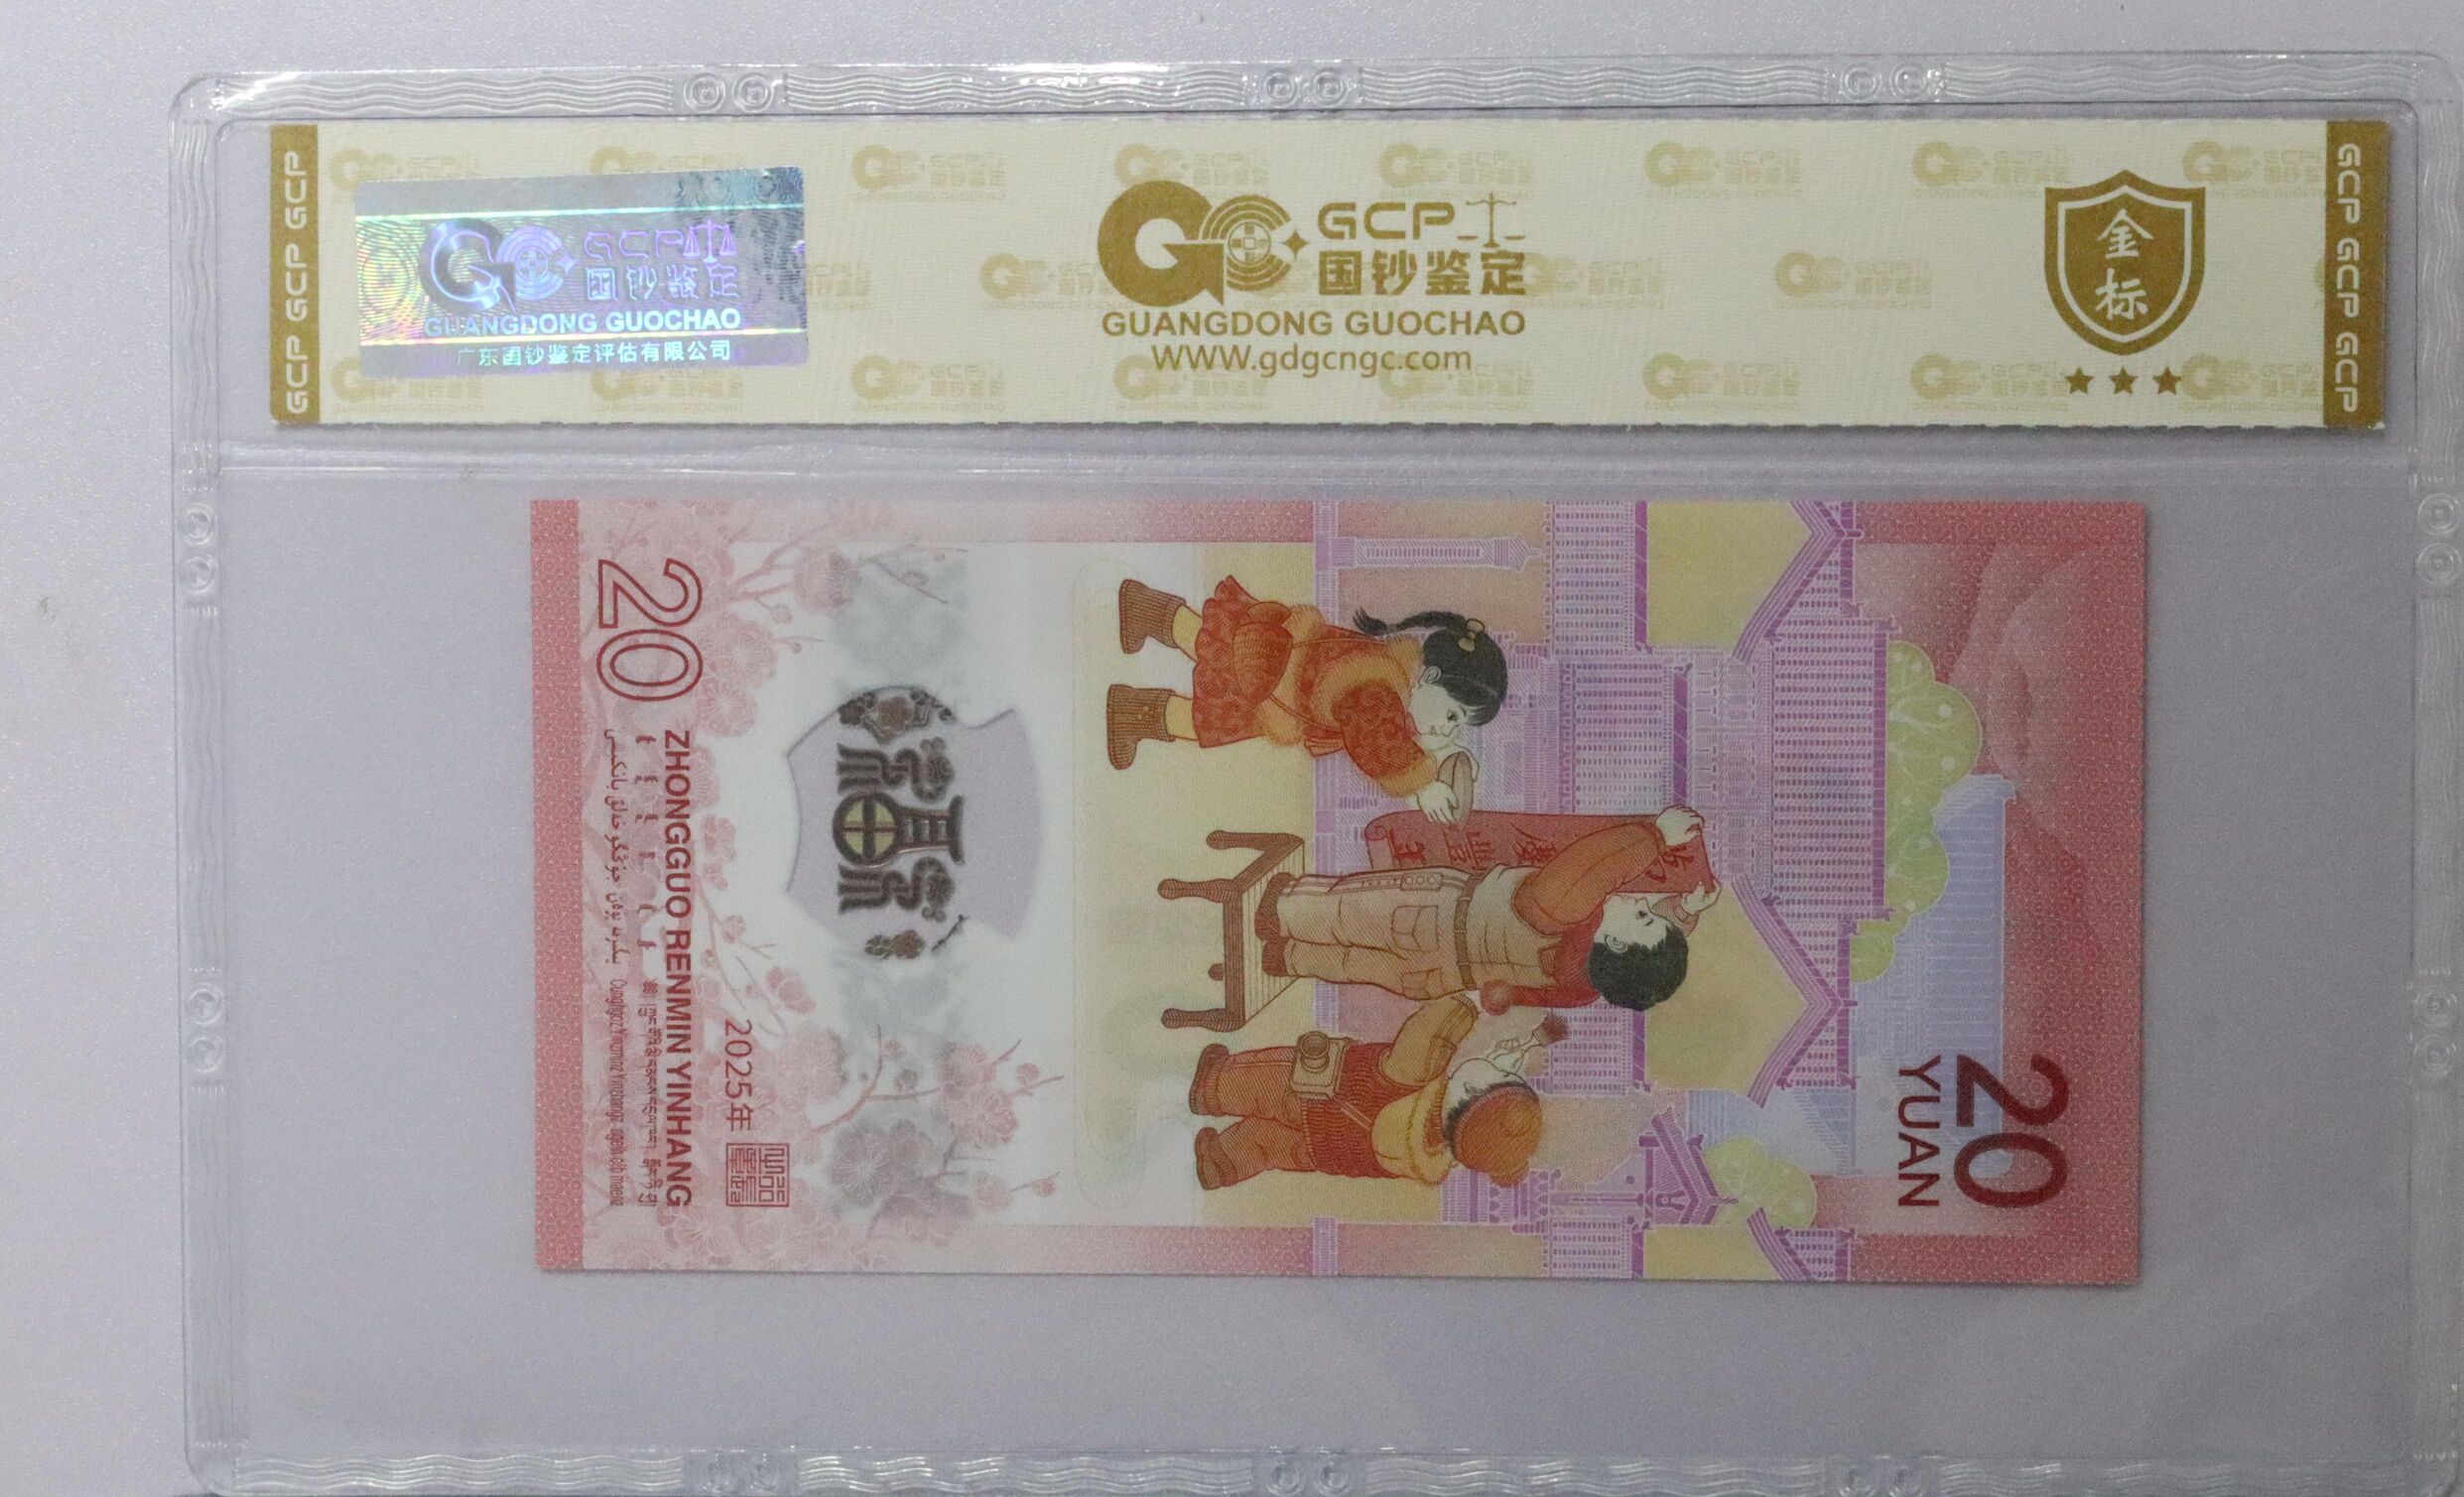 GCP GCP GCP
GCP
国钞鉴定
GUANGDONG GUOCHAO
广东国钞鉴定评估有限公司
GCP
国钞鉴定
GUANGDONG GUOCHAO
WWW.gdgcngc.com
金
标
GCP GCP GCP
20
YUAN
2025年
20
ZHONGGUO RENMIN YINHANG